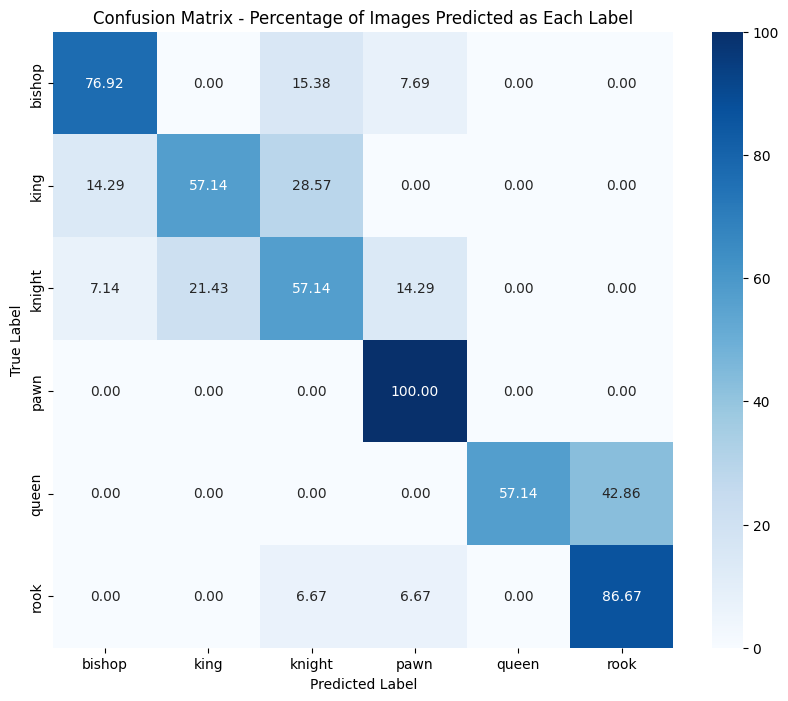 Confusion Matrix - Percentage of Images Predicted as Each Label
True Label
bishop 76.92 0.00 15.38 7.69 0.00 0.00
king 14.29 57.14 28.57 0.00 0.00 0.00
knight 7.14 21.43 57.14 14.29 0.00 0.00
pawn 0.00 0.00 0.00 100.00 0.00 0.00
queen 0.00 0.00 0.00 0.00 57.14 42.86
rook 0.00 0.00 6.67 6.67 0.00 86.67
bishop king knight pawn queen rook
Predicted Label
100
80
60
40
20
0